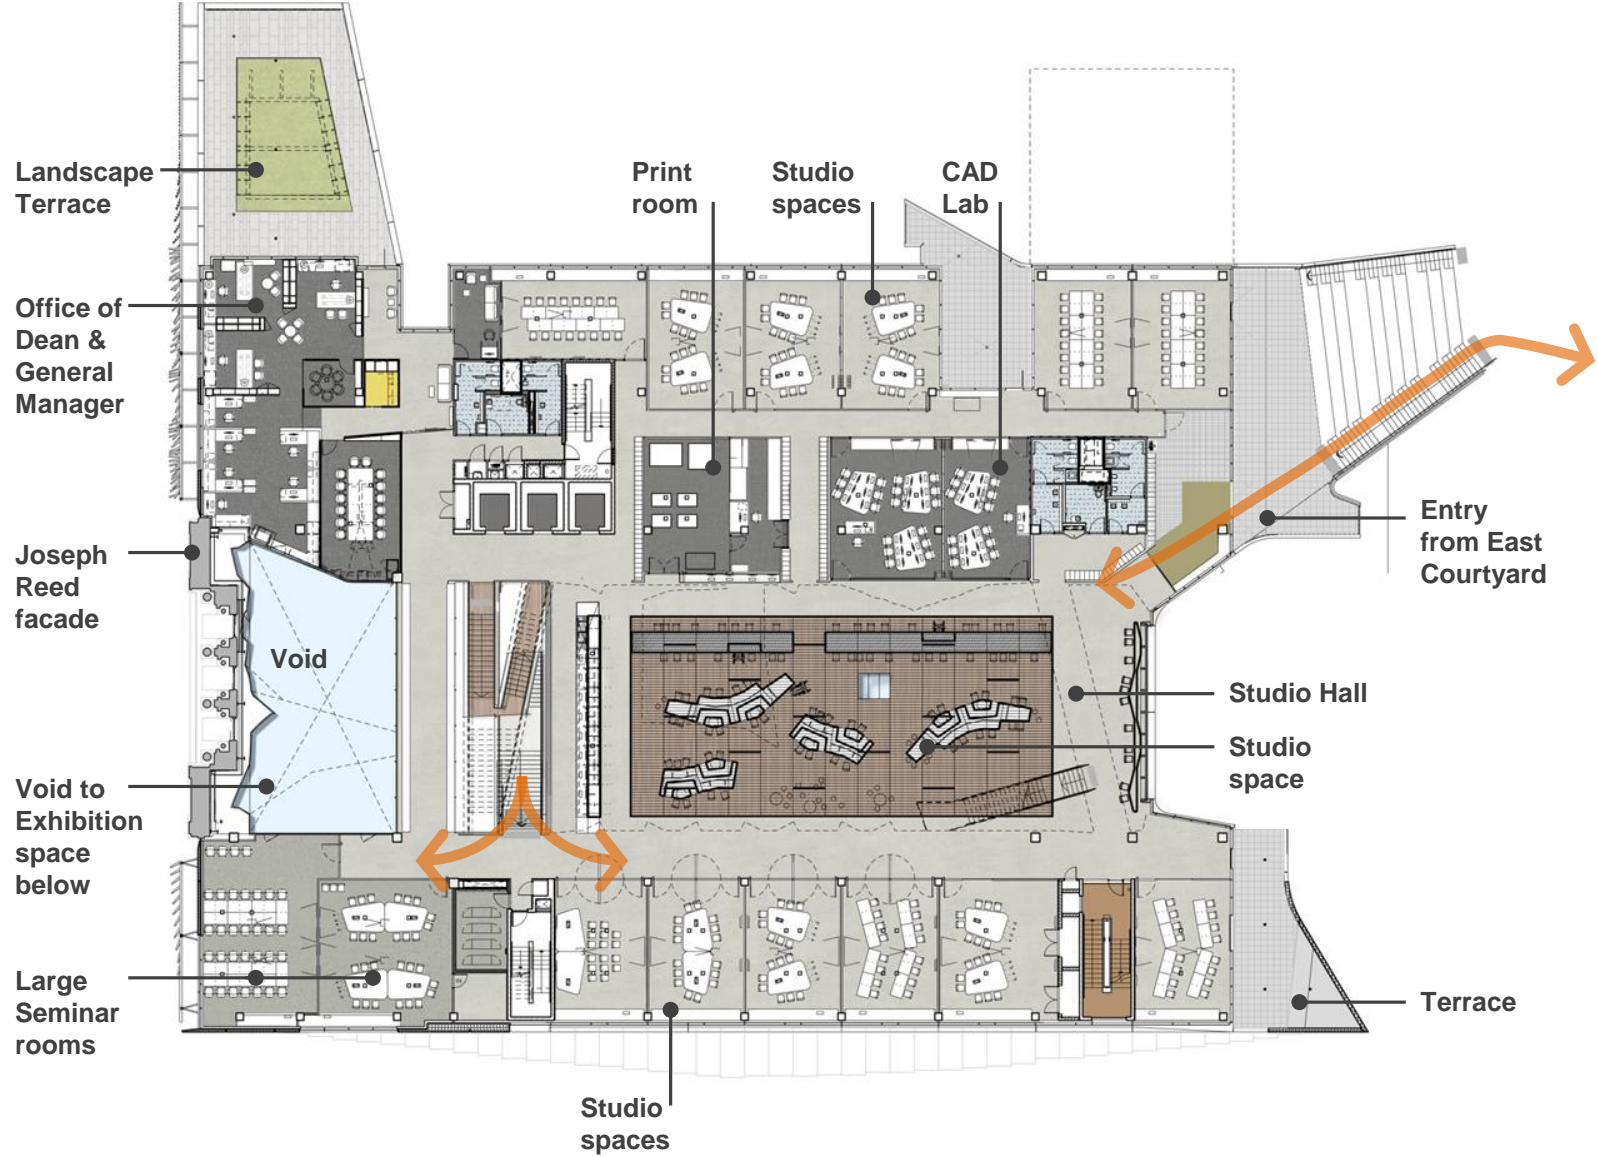 Landscape
Terrace
Print
room
Studio
spaces
CAD
Lab
Office of
Dean &
General
Manager
Joseph
Reed
facade
Void
Entry
from East
Courtyard
Studio Hall
Studio
space
Void to
Exhibition
space
below
Large
Seminar
rooms
Terrace
Studio
spaces